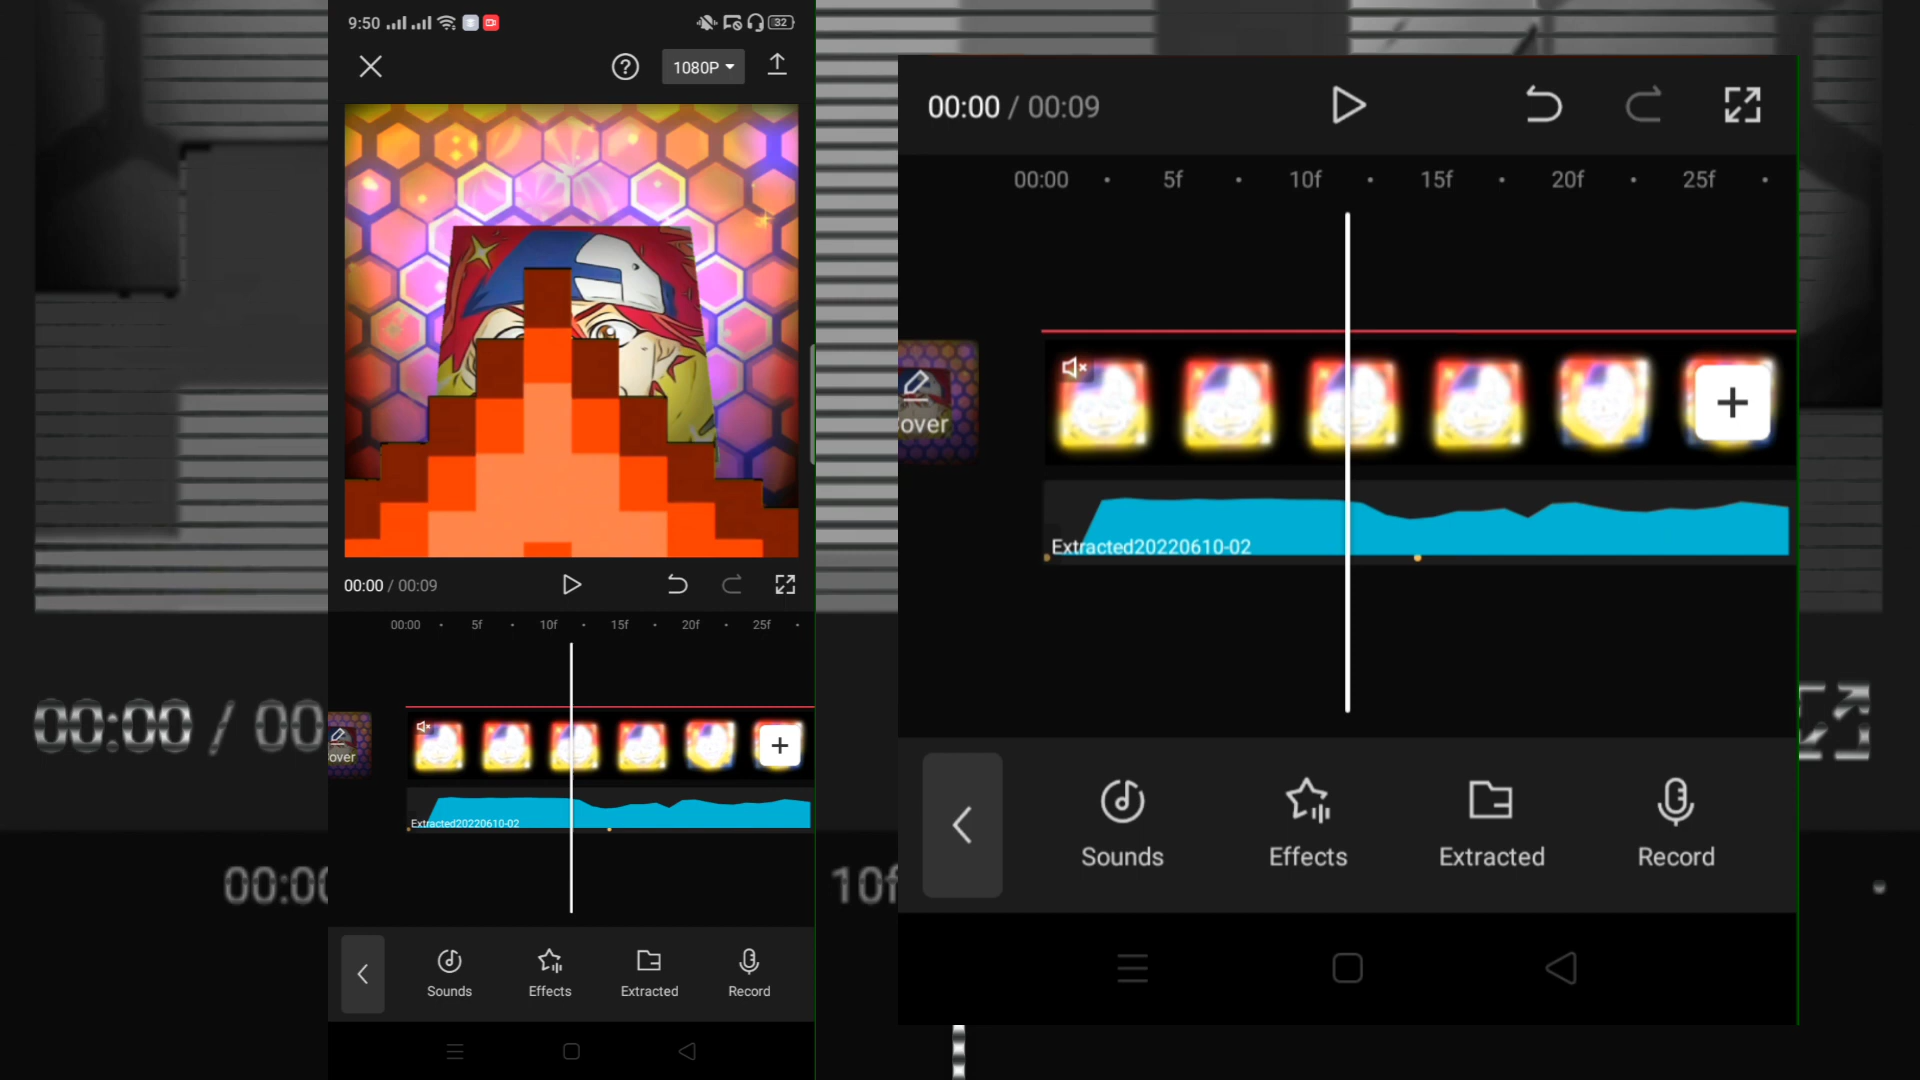 9:50
32
1080P
00:00 / 00:09
00:00 5f 10f 15f 20f 25f
over
Extracted20220610-02
Sounds Effects Extracted Record
00:00 / 00:09
00:00 5f 10f 15f 20f 25f
over
Extracted20220610-02
Sounds Effects Extracted Record
00:00 / 00
00:00
10f